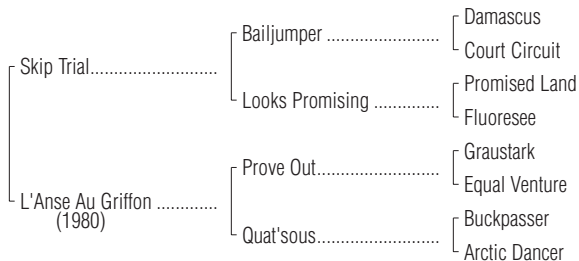 Damascus
Bailjumper ......................
Court Circuit
Skip Trial.........................
Promised Land
Looks Promising .............
Fluoresee
Graustark
Prove Out........................
Equal Venture
L'Anse Au Griffon ............
(1980)
Buckpasser
Quat'sous........................
Arctic Dancer